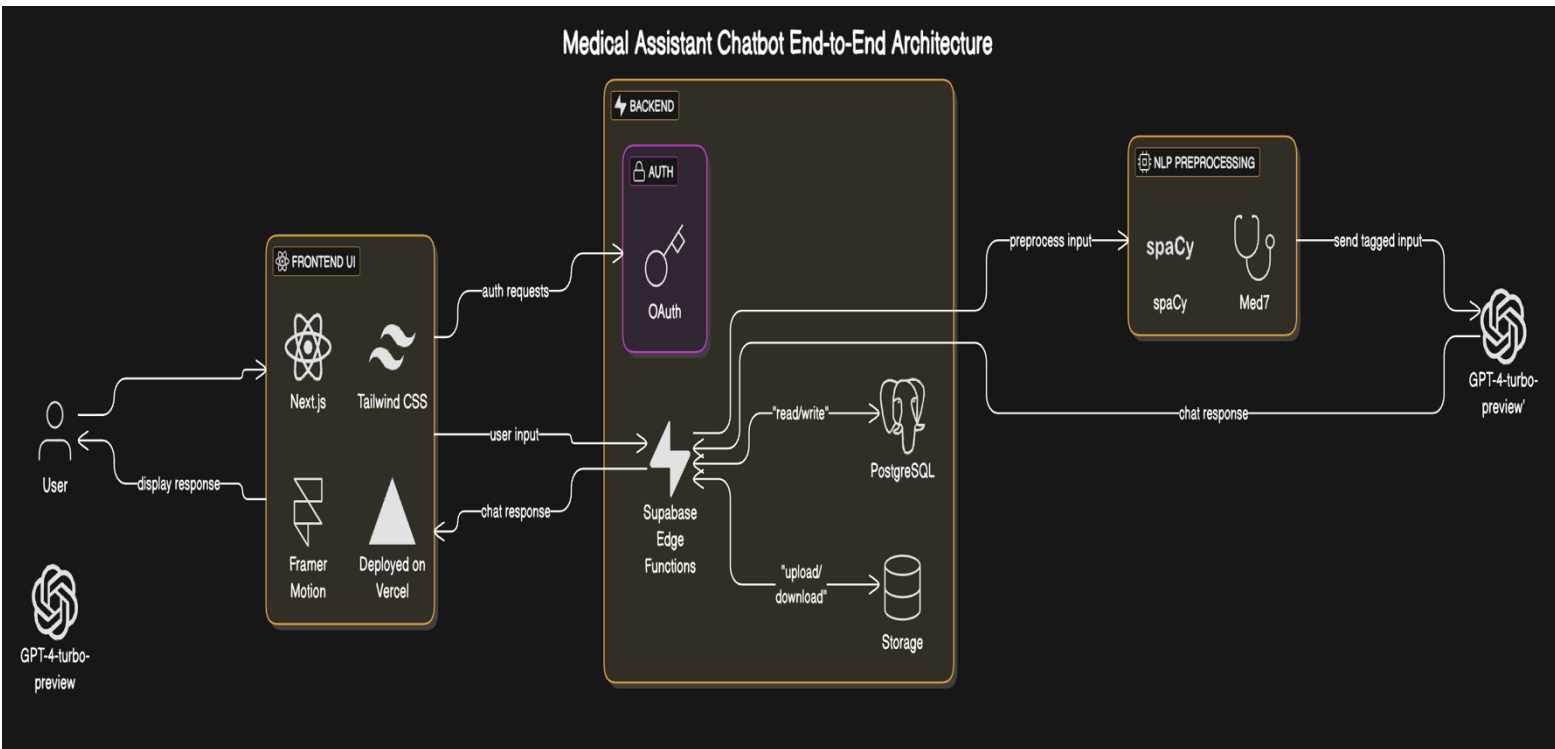 Medical Assistant Chatbot End-to-End Architecture
BACKEND
AUTH
OAuth
NLP PREPROCESSING
spaCy
spaCy
Med7
preprocess input
send tagged input
FRONTEND UI
Next.js
Tailwind CSS
Framer
Motion
Deployed on
Vercel
auth requests
user input
chat response
User
display response
GPT-4-turbo-
preview
Supabase
Edge
Functions
"read/write"
PostgreSQL
"upload/
download"
Storage
chat response
GPT-4-turbo-
preview'